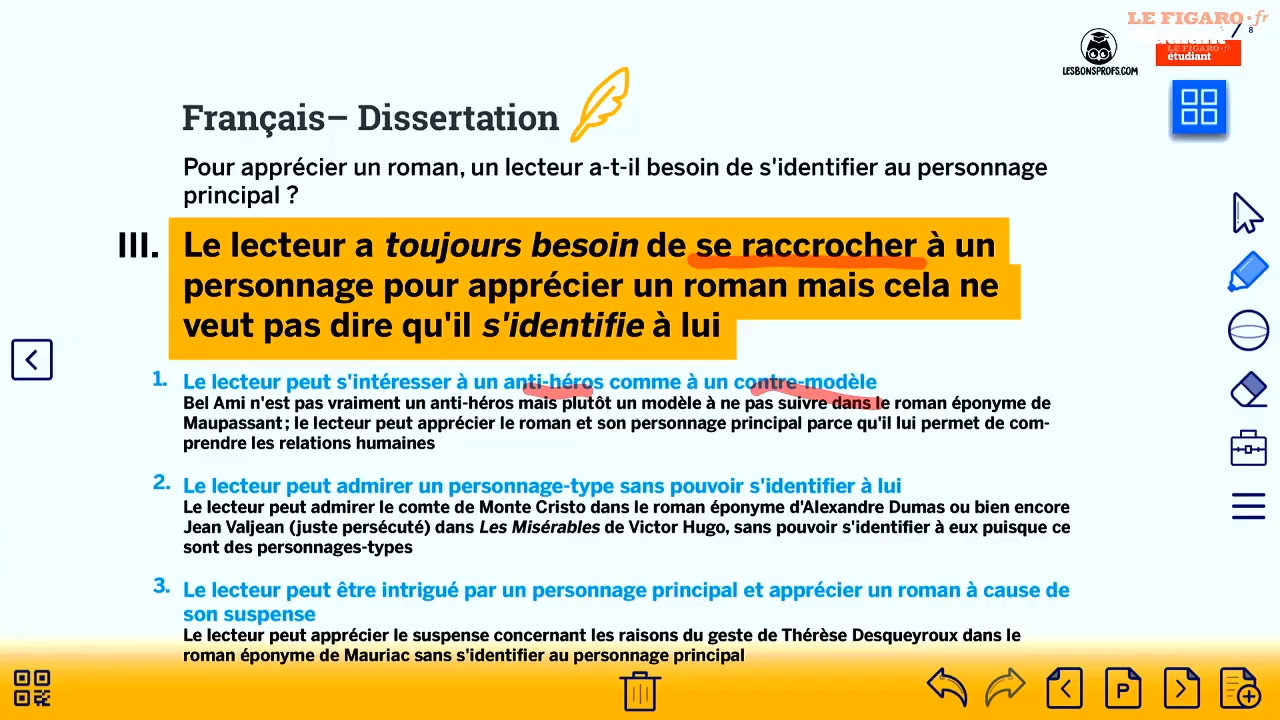 LE FIGARO·fr
8
LESBONSPROFS.COM
LE FIGARO·fr
étudiant
Français– Dissertation
Pour apprécier un roman, un lecteur a-t-il besoin de s'identifier au personnage
principal ?
III. Le lecteur a toujours besoin de se raccrocher à un
personnage pour apprécier un roman mais cela ne
veut pas dire qu'il s'identifie à lui
1. Le lecteur peut s'intéresser à un anti-héros comme à un contre-modèle
Bel Ami n'est pas vraiment un anti-héros mais plutôt un modèle à ne pas suivre dans le roman éponyme de
Maupassant; le lecteur peut apprécier le roman et son personnage principal parce qu'il lui permet de com-
prendre les relations humaines
2. Le lecteur peut admirer un personnage-type sans pouvoir s'identifier à lui
Le lecteur peut admirer le comte de Monte Cristo dans le roman éponyme d'Alexandre Dumas ou bien encore
Jean Valjean (juste persécuté) dans Les Misérables de Victor Hugo, sans pouvoir s'identifier à eux puisque ce
sont des personnages-types
3. Le lecteur peut être intrigué par un personnage principal et apprécier un roman à cause de
son suspense
Le lecteur peut apprécier le suspense concernant les raisons du geste de Thérèse Desqueyroux dans le
roman éponyme de Mauriac sans s'identifier au personnage principal
P